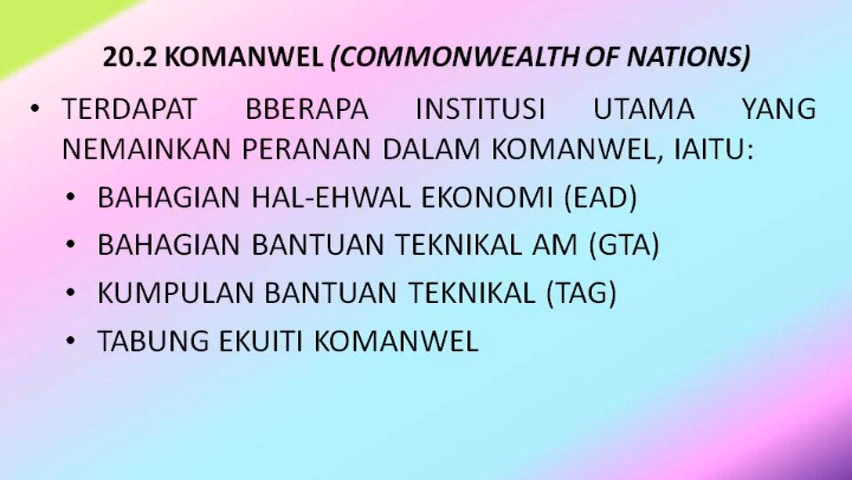 20.2 KOMANWEL (COMMONWEALTH OF NATIONS)
• TERDAPAT BBERAPA INSTITUSI UTAMA YANG
NEMAINKAN PERANAN DALAM KOMANWEL, IAITU:
• BAHAGIAN HAL-EHWAL EKONOMI (EAD)
• BAHAGIAN BANTUAN TEKNIKAL AM (GTA)
• KUMPULAN BANTUAN TEKNIKAL (TAG)
• TABUNG EKUITI KOMANWEL